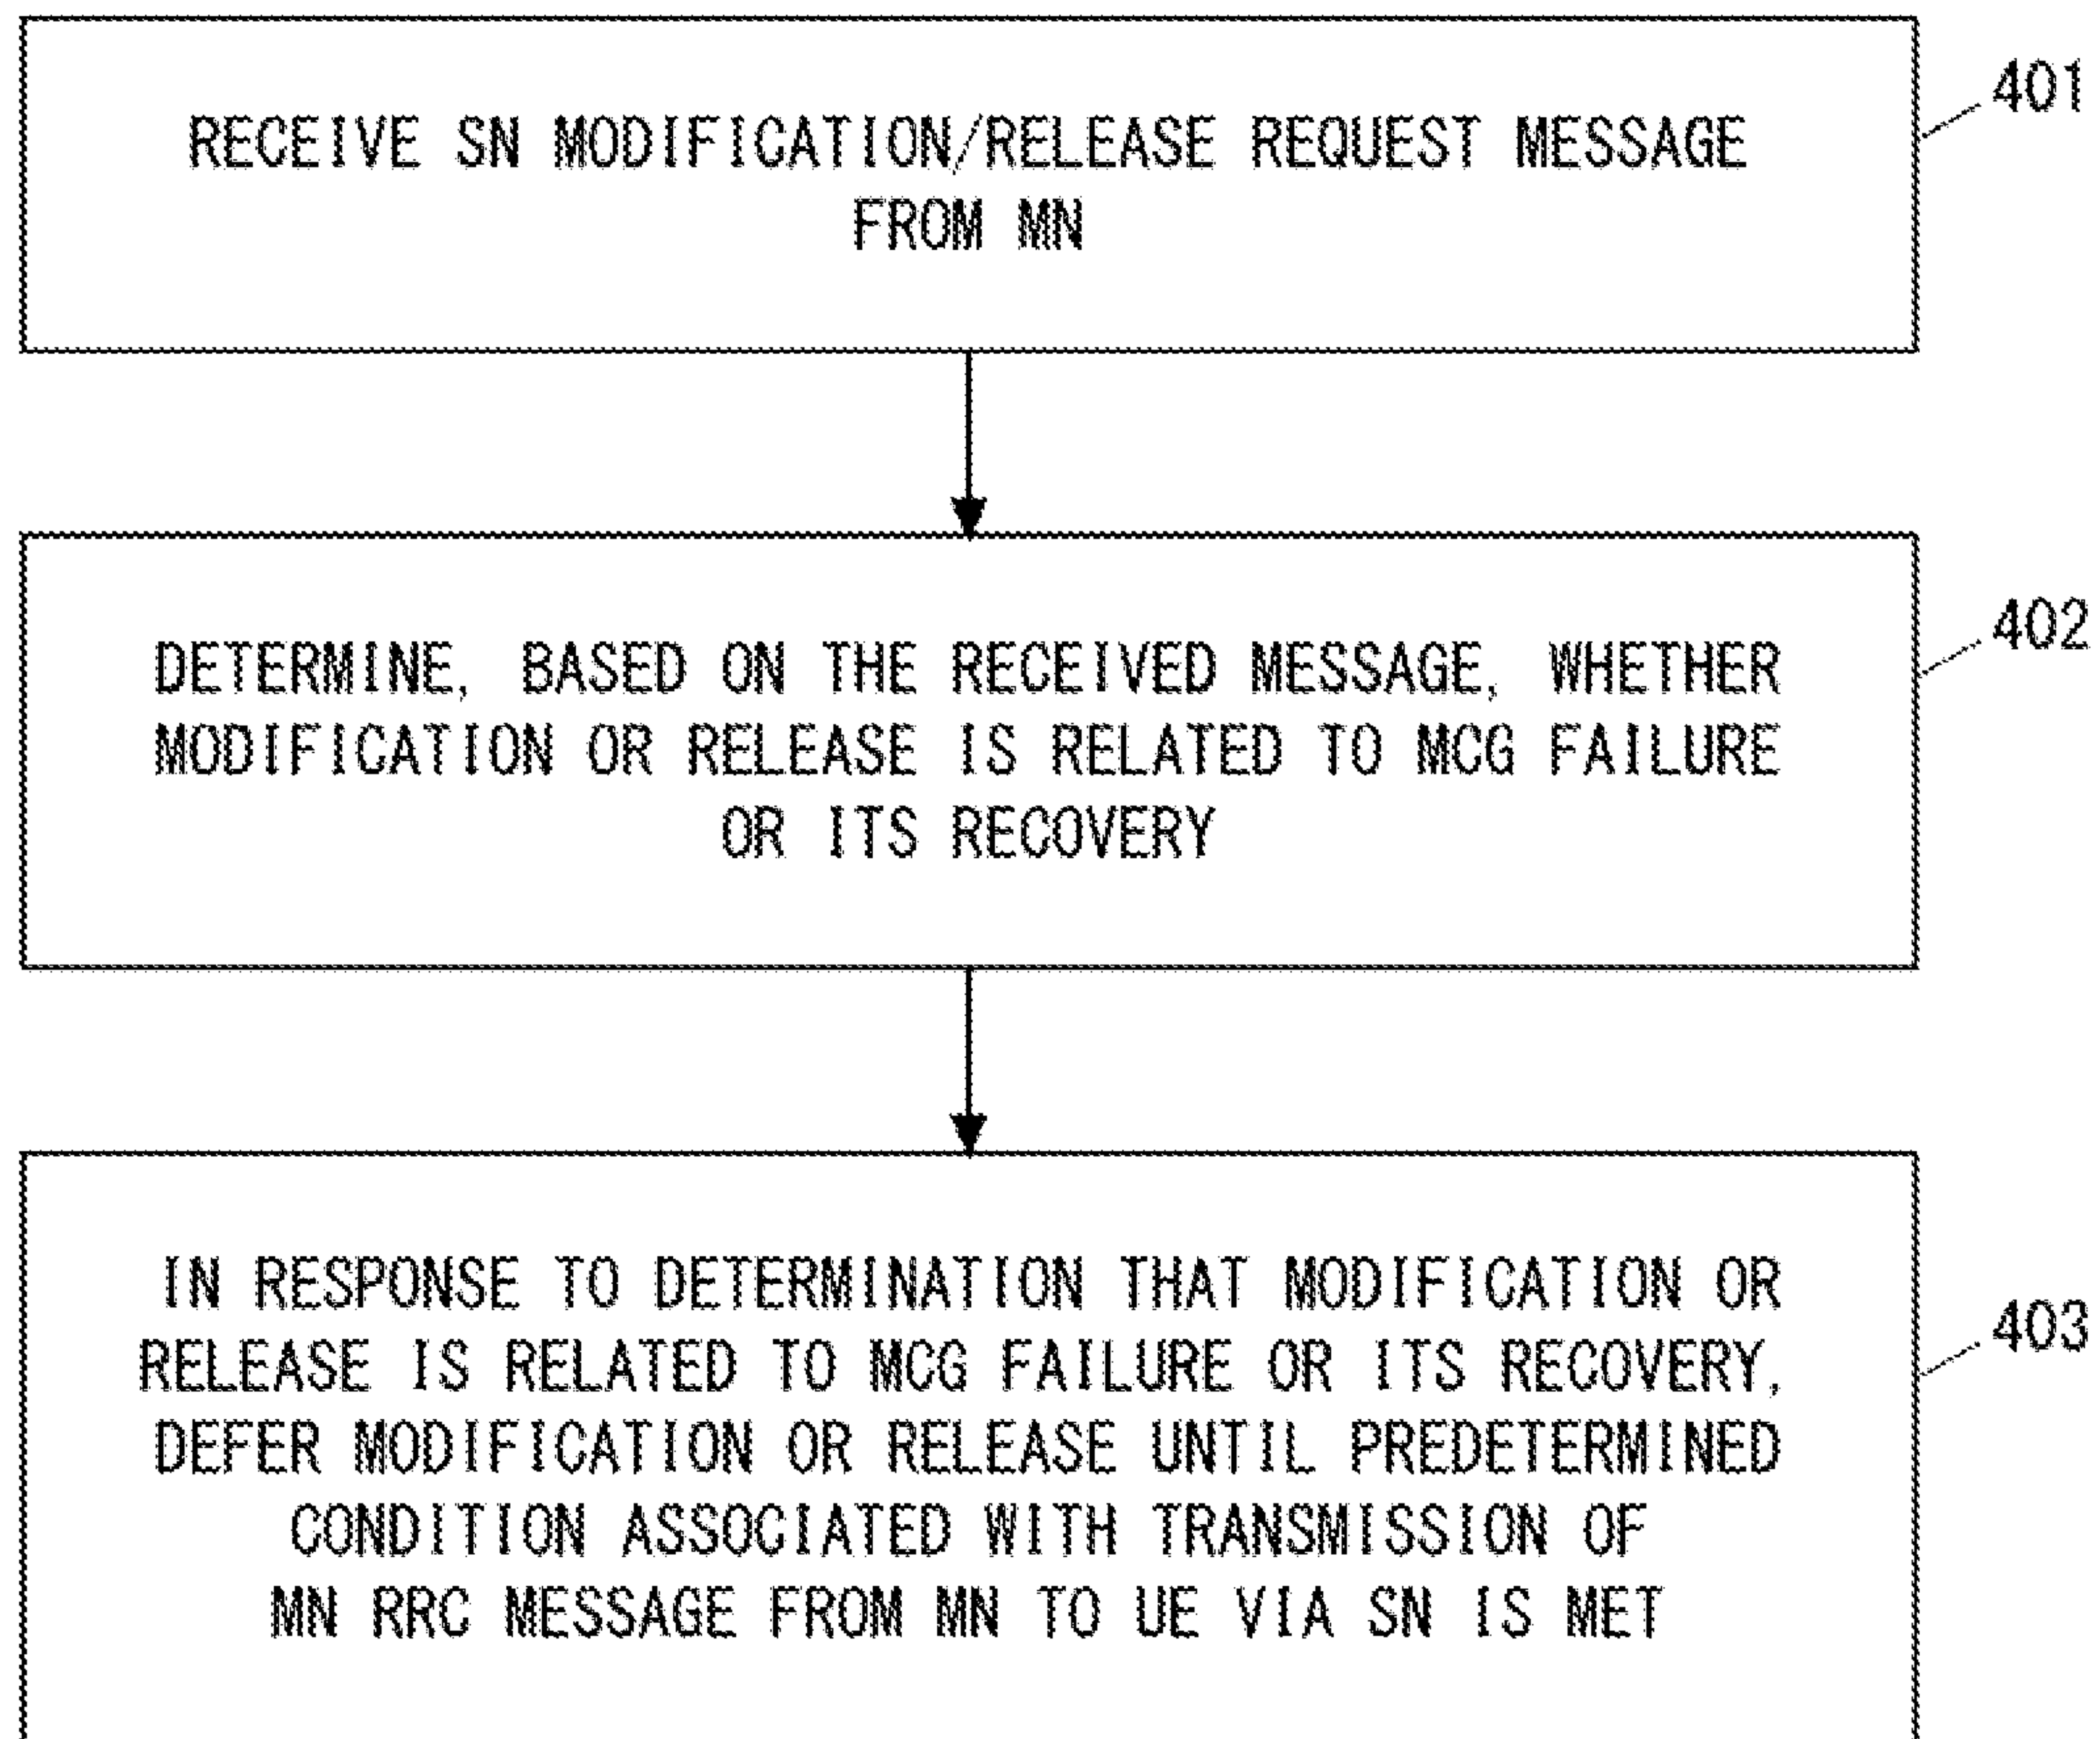 RECEIVE SN MODIFICATION/RELEASE REQUEST MESSAGE
FROM MN
401
DETERMINE, BASED ON THE RECEIVED MESSAGE, WHETHER
MODIFICATION OR RELEASE IS RELATED TO MCG FAILURE
OR ITS RECOVERY
402
IN RESPONSE TO DETERMINATION THAT MODIFICATION OR
RELEASE IS RELATED TO MCG FAILURE OR ITS RECOVERY,
DEFER MODIFICATION OR RELEASE UNTIL PREDETERMINED
CONDITION ASSOCIATED WITH TRANSMISSION OF
MN RRC MESSAGE FROM MN TO UE VIA SN IS MET
403